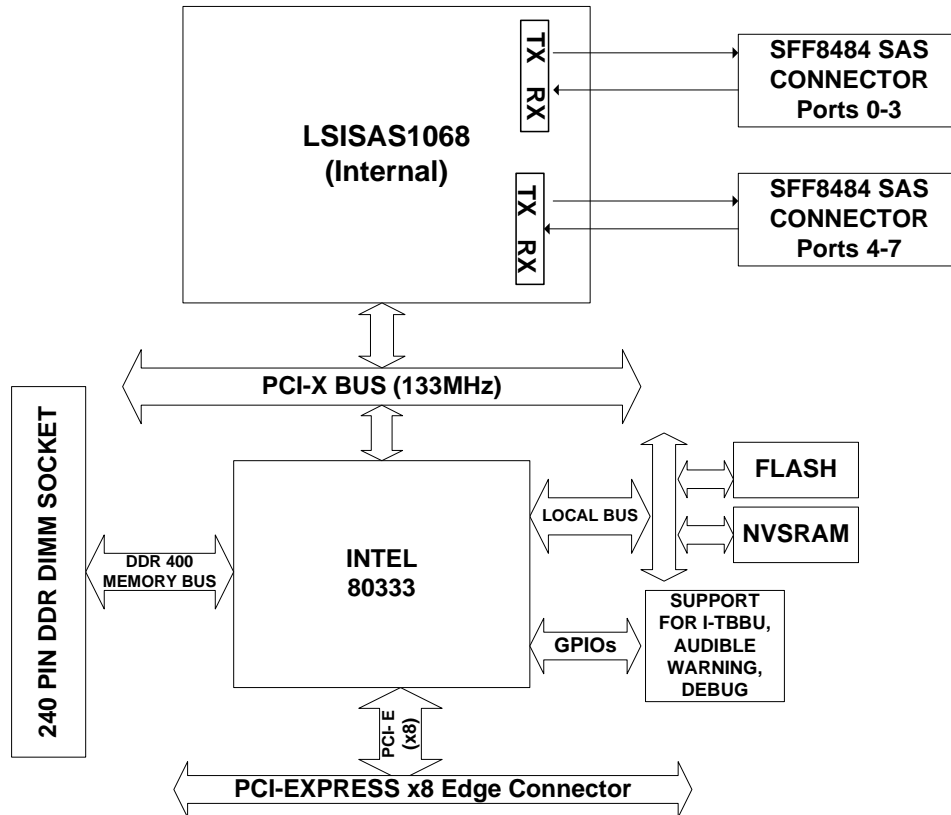 TX RX
SFF8484 SAS
CONNECTOR
Ports 0-3
LSISAS1068
(Internal)
TX RX
SFF8484 SAS
CONNECTOR
Ports 4-7
PCI-X BUS (133MHz)
240 PIN DDR DIMM SOCKET
DDR 400
MEMORY BUS
INTEL
80333
LOCAL BUS
FLASH
NVSRAM
GPIOs
SUPPORT
FOR I-TBBU,
AUDIBLE
WARNING,
DEBUG
PCI- E
(x8)
PCI-EXPRESS x8 Edge Connector